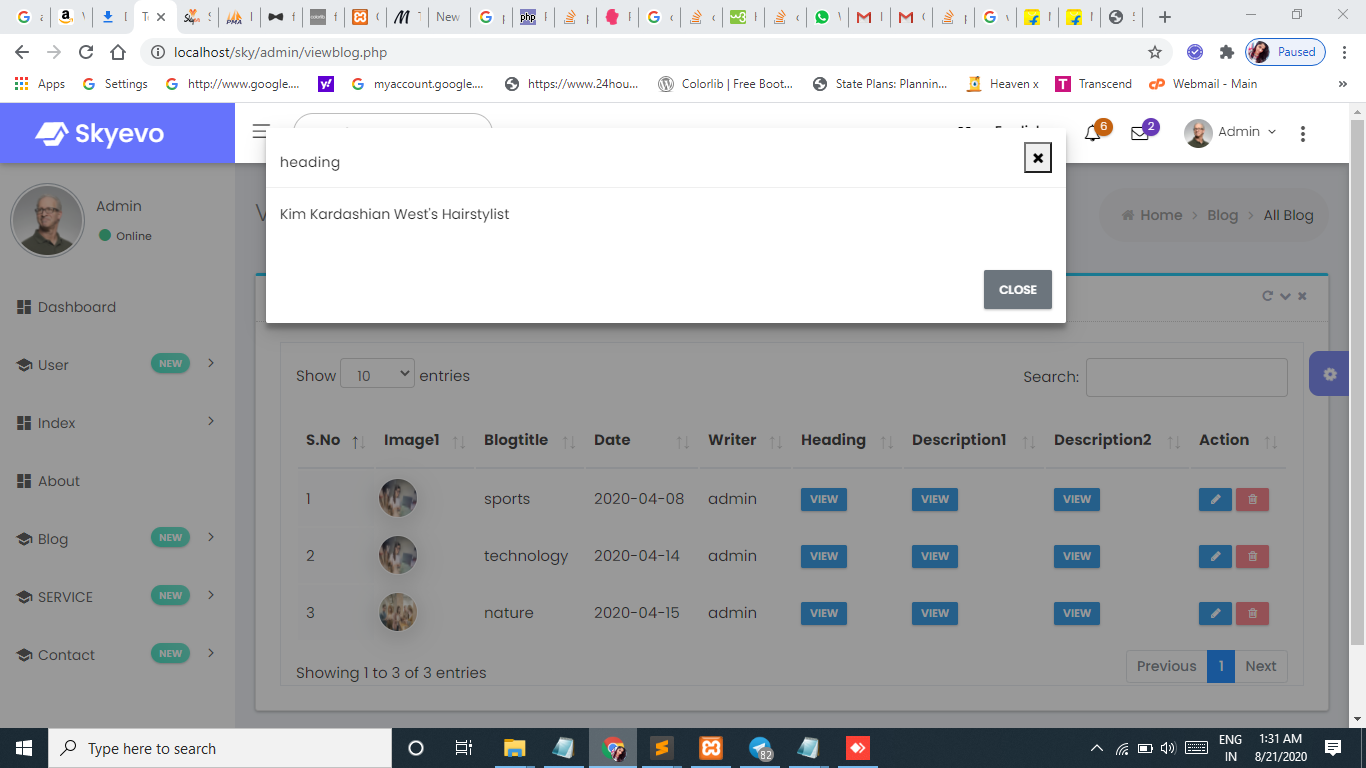 localhost/sky/admin/viewblog.php
Paused
Apps
Settings
http://www.google....
myaccount.google....
https://www.24hou...
Colorlib | Free Boot...
State Plans: Plannin...
Heaven x
Transcend
Webmail - Main
»
Skyevo
6
2
Admin
heading
Kim Kardashian West's Hairstylist
CLOSE
Admin
Online
Home > Blog > All Blog
Dashboard
User NEW
Index
About
Blog NEW
SERVICE NEW
Contact NEW
Show 10 entries
Search:
S.No Image1 Blogtitle Date Writer Heading Description1 Description2 Action
1 sports 2020-04-08 admin VIEW VIEW VIEW
2 technology 2020-04-14 admin VIEW VIEW VIEW
3 nature 2020-04-15 admin VIEW VIEW VIEW
Showing 1 to 3 of 3 entries
Previous 1 Next
Type here to search
82
ENG
IN
1:31 AM
8/21/2020